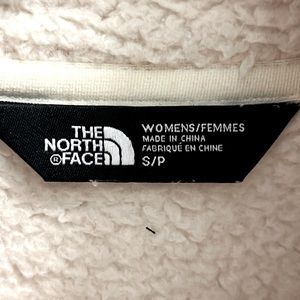 THE
NORTH
FACE®
WOMENS/FEMMES
MADE IN CHINA
FABRIQUÉ EN CHINE
S/P